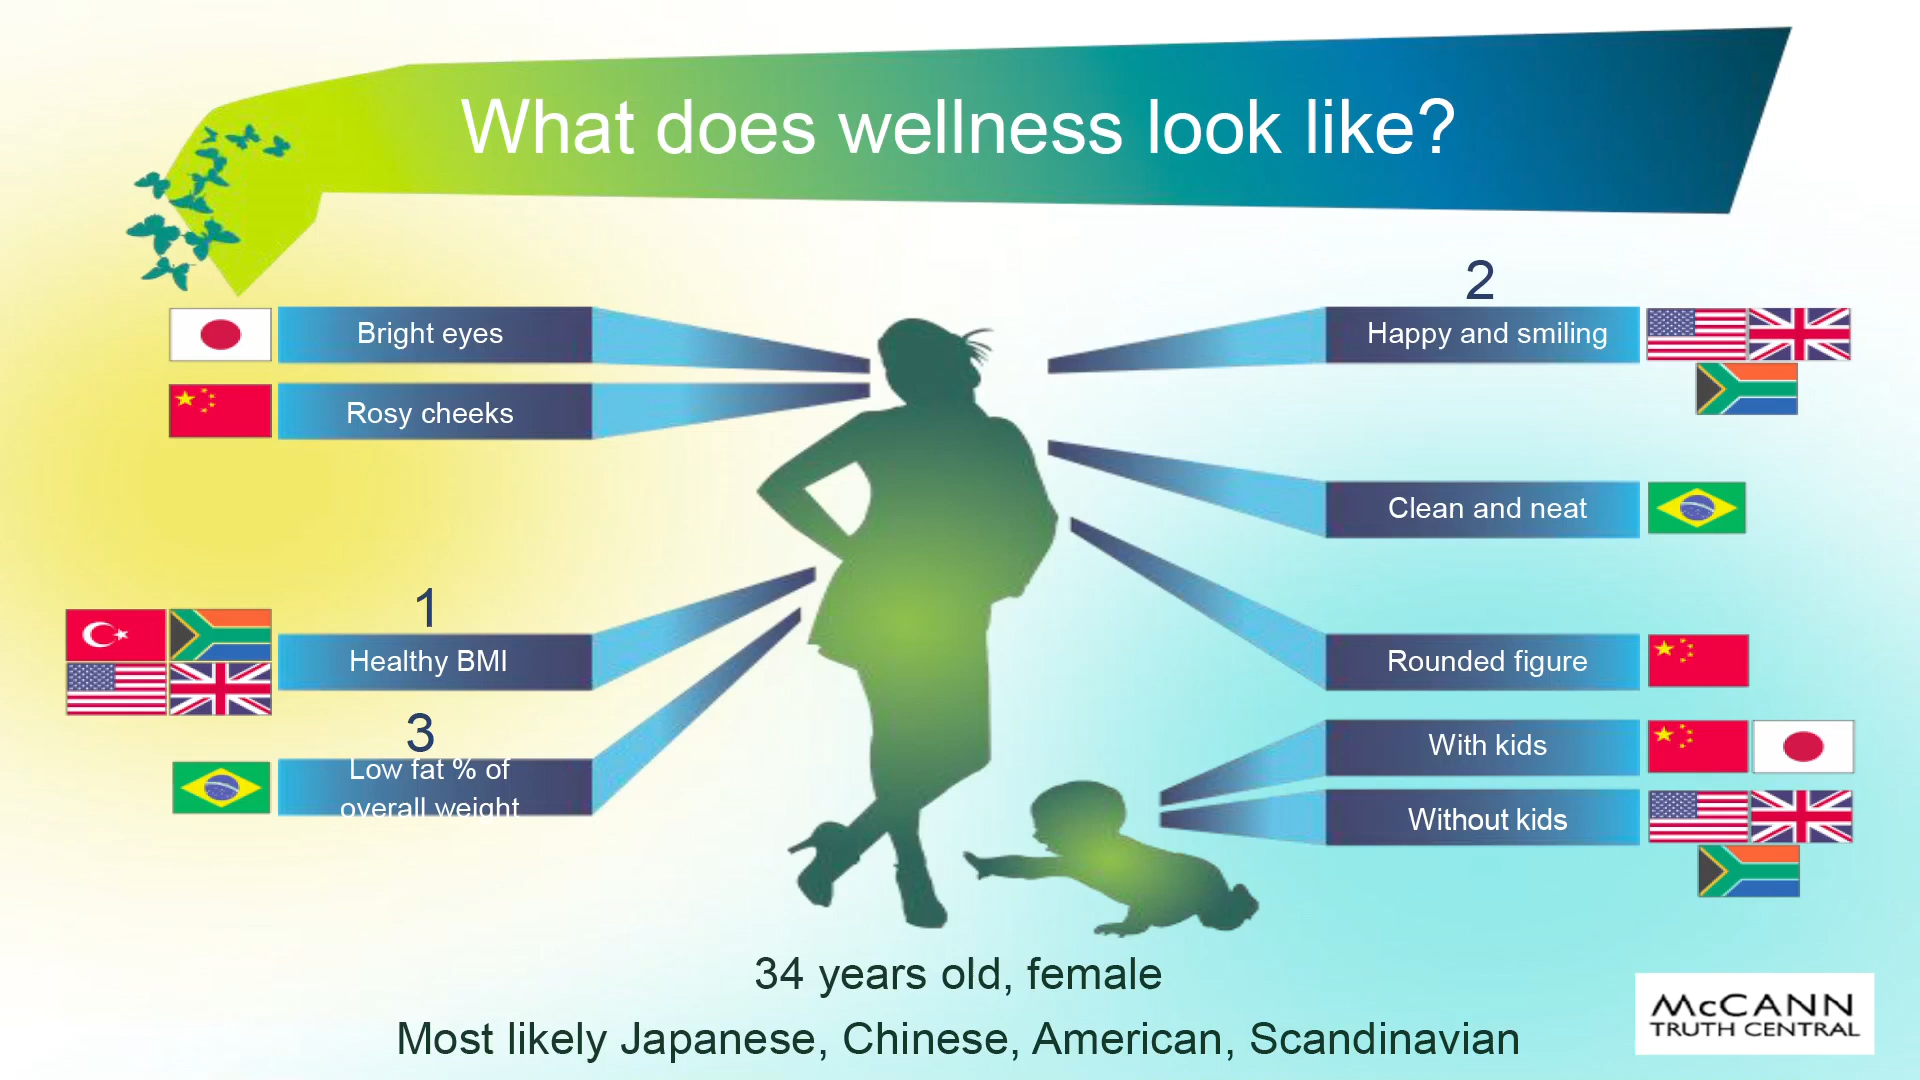 What does wellness look like?
Bright eyes
Rosy cheeks
1
Healthy BMI
3
Low fat % of
overall weight
2
Happy and smiling
Clean and neat
Rounded figure
With kids
Without kids
34 years old, female
Most likely Japanese, Chinese, American, Scandinavian
McCANN
TRUTH CENTRAL